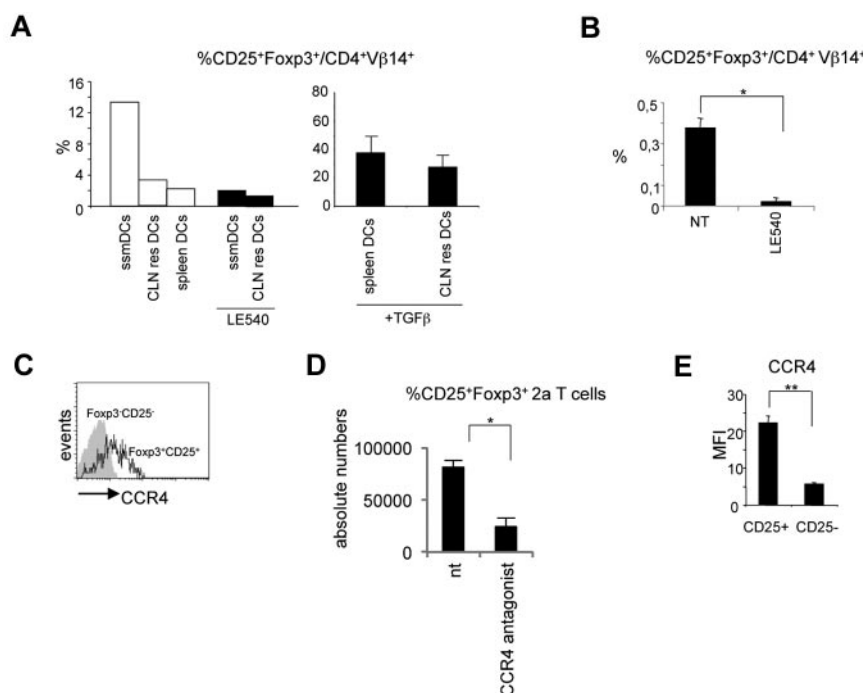 A
%CD25⁺Foxp3⁺/CD4⁺Vβ14⁺
%
16
12
8
4
0
ssmDCs
CLN res DCs
spleen DCs
ssmDCs
CLN res DCs
LE540
80
60
40
20
0
spleen DCs
CLN res DCs
+TGFβ
B
%CD25⁺Foxp3⁺/CD4⁺ Vβ14⁺
%
0,5
0,3
0,1
0
*
NT
LE540
C
events
Foxp3⁻CD25⁻
Foxp3⁺CD25⁺
CCR4
D
%CD25⁺Foxp3⁺ 2a T cells
absolute numbers
100000
50000
0
*
nt
CCR4 antagonist
E
CCR4
MFI
30
20
10
0
**
CD25+ CD25-